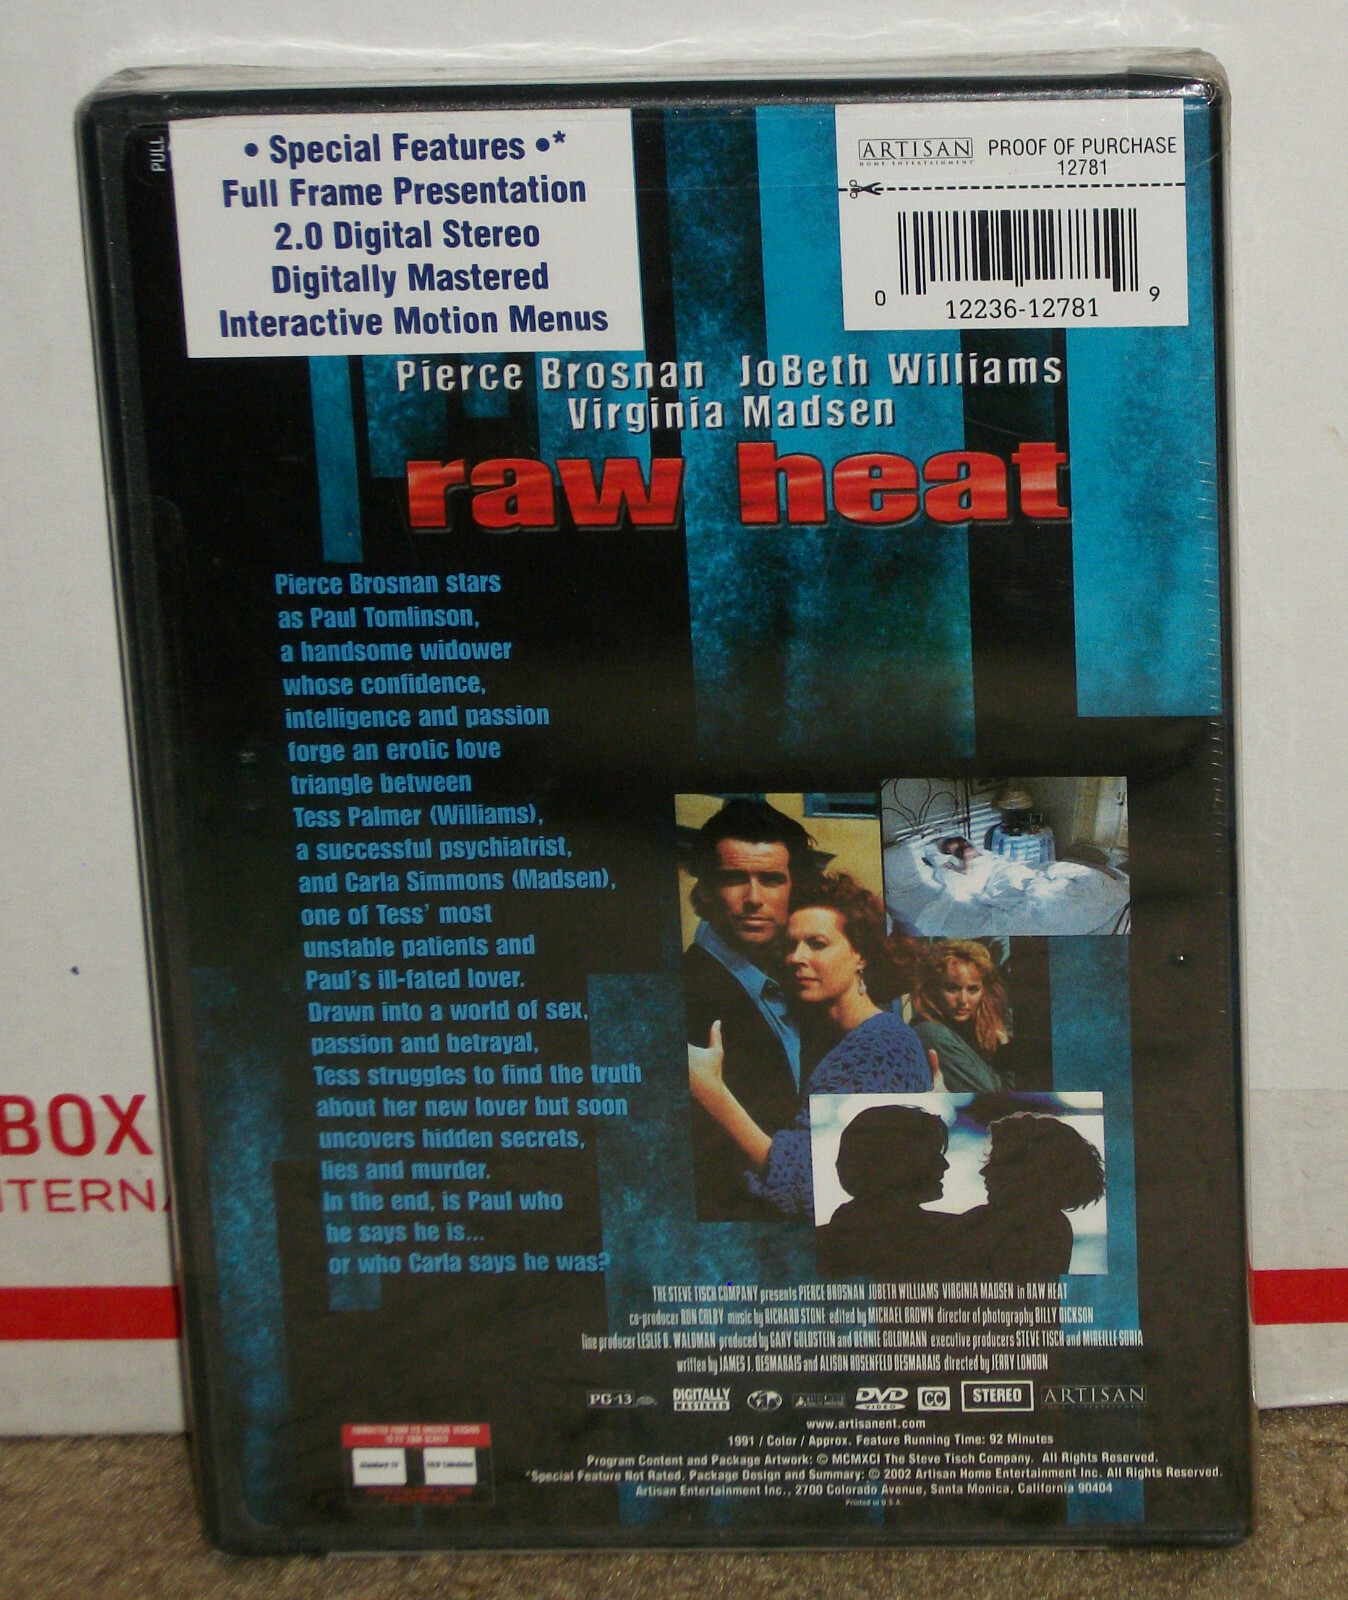 PULL
• Special Features •*
Full Frame Presentation
2.0 Digital Stereo
Digitally Mastered
Interactive Motion Menus
ARTISAN
HOME ENTERTAINMENT
PROOF OF PURCHASE
12781
0 12236-12781 9
Pierce Brosnan JoBeth Williams
Virginia Madsen
raw heat
Pierce Brosnan stars
as Paul Tomlinson,
a handsome widower
whose confidence,
intelligence and passion
forge an erotic love
triangle between
Tess Palmer (Williams),
a successful psychiatrist,
and Carla Simmons (Madsen),
one of Tess' most
unstable patients and
Paul's ill-fated lover.
Drawn into a world of sex,
passion and betrayal,
Tess struggles to find the truth
about her new lover but soon
uncovers hidden secrets,
lies and murder.
In the end, is Paul who
he says he is...
or who Carla says he was?
BOX
NTERNA
THE STEVE TISCH COMPANY presents PIERCE BROSNAN JOBETH WILLIAMS VIRGINIA MADSEN in RAW HEAT
co-producer RON COLBY music by RICHARD STONE edited by MICHAEL BROWN director of photography BILLY DICKSON
line producer LESLIE O. WALDMAN produced by GARY GOLDSTEIN and BERNIE GOLDMANN executive producers STEVE TISCH and MIREILLE SORIA
written by JAMES J. DESMARAIS and ALISON ROSENFELD DESMARAIS directed by JERRY LONDON
PG-13 DIGITALLY MASTERED DVD VIDEO CC STEREO ARTISAN
www.artisanent.com
1991 / Color / Approx. Feature Running Time: 92 Minutes
Program Content and Package Artwork: © MCMXCI The Steve Tisch Company. All Rights Reserved.
*Special Feature Not Rated. Package Design and Summary: © 2002 Artisan Home Entertainment Inc. All Rights Reserved.
Artisan Entertainment Inc., 2700 Colorado Avenue, Santa Monica, California 90404
Printed in U.S.A.